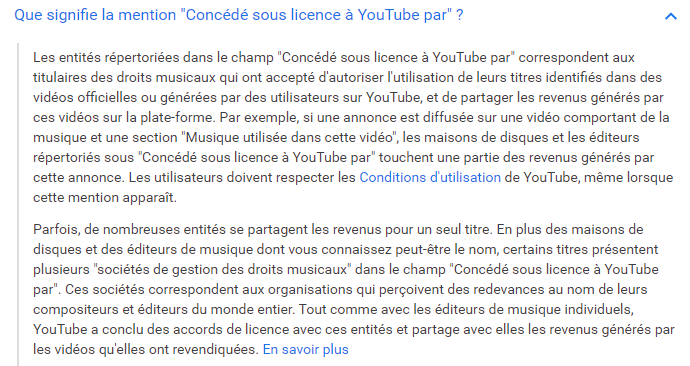 Que signifie la mention "Concédé sous licence à YouTube par" ?
Les entités répertoriées dans le champ "Concédé sous licence à YouTube par" correspondent aux
titulaires des droits musicaux qui ont accepté d'autoriser l'utilisation de leurs titres identifiés dans des
vidéos officielles ou générées par des utilisateurs sur YouTube, et de partager les revenus générés par
ces vidéos sur la plate-forme. Par exemple, si une annonce est diffusée sur une vidéo comportant de la
musique et une section "Musique utilisée dans cette vidéo", les maisons de disques et les éditeurs
répertoriés sous "Concédé sous licence à YouTube par" touchent une partie des revenus générés par
cette annonce. Les utilisateurs doivent respecter les Conditions d'utilisation de YouTube, même lorsque
cette mention apparaît.
Parfois, de nombreuses entités se partagent les revenus pour un seul titre. En plus des maisons de
disques et des éditeurs de musique dont vous connaissez peut-être le nom, certains titres présentent
plusieurs "sociétés de gestion des droits musicaux" dans le champ "Concédé sous licence à YouTube
par". Ces sociétés correspondent aux organisations qui perçoivent des redevances au nom de leurs
compositeurs et éditeurs du monde entier. Tout comme avec les éditeurs de musique individuels,
YouTube a conclu des accords de licence avec ces entités et partage avec elles les revenus générés par
les vidéos qu'elles ont revendiquées. En savoir plus